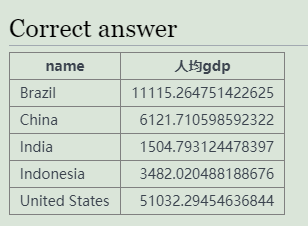 Correct answer
name 人均gdp
Brazil 11115.264751422625
China 6121.710598592322
India 1504.793124478397
Indonesia 3482.020488188676
United States 51032.29454636844